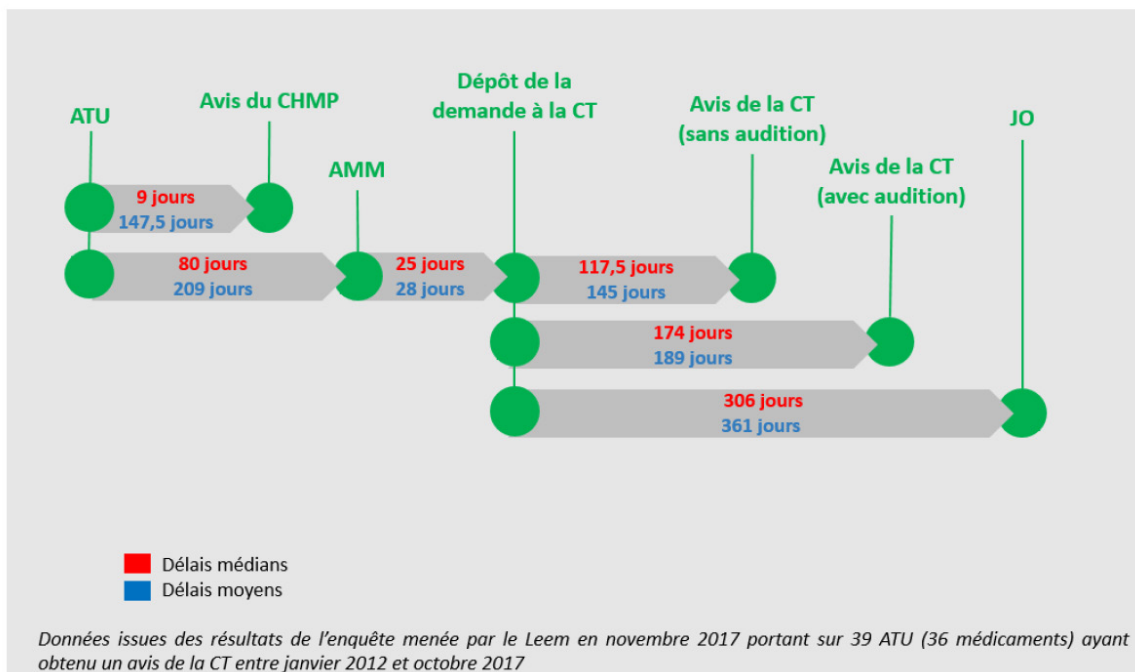 ATU
Avis du CHMP
AMM
Dépôt de la
demande à la CT
Avis de la CT
(sans audition)
Avis de la CT
(avec audition)
JO
9 jours
147,5 jours
80 jours
209 jours
25 jours
28 jours
117,5 jours
145 jours
174 jours
189 jours
306 jours
361 jours
Délais médians
Délais moyens
Données issues des résultats de l’enquête menée par le Leem en novembre 2017 portant sur 39 ATU (36 médicaments) ayant
obtenu un avis de la CT entre janvier 2012 et octobre 2017